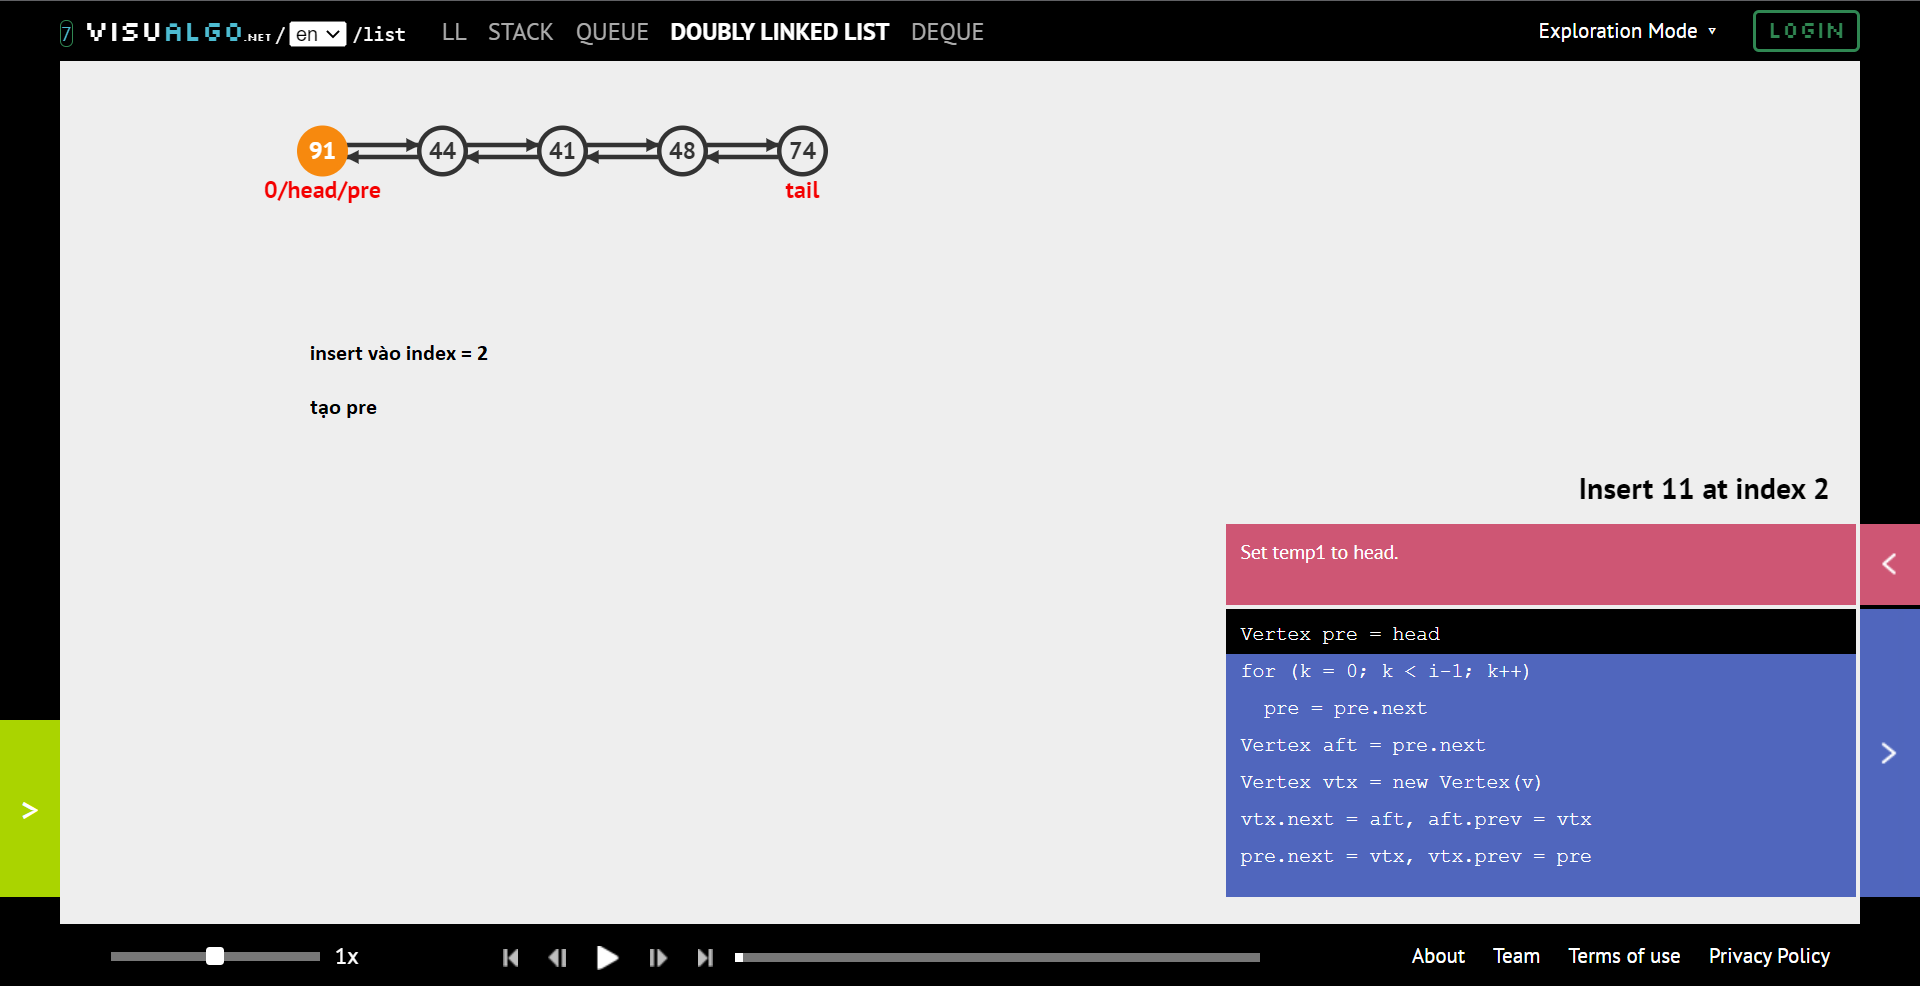 7 VISUALGO.NET / en /list LL STACK QUEUE DOUBLY LINKED LIST DEQUE Exploration Mode ▾ LOGIN
91 44 41 48 74
0/head/pre tail
insert vào index = 2
tạo pre
Insert 11 at index 2
Set temp1 to head.
Vertex pre = head
for (k = 0; k < i-1; k++)
pre = pre.next
Vertex aft = pre.next
Vertex vtx = new Vertex(v)
vtx.next = aft, aft.prev = vtx
pre.next = vtx, vtx.prev = pre
1x About Team Terms of use Privacy Policy